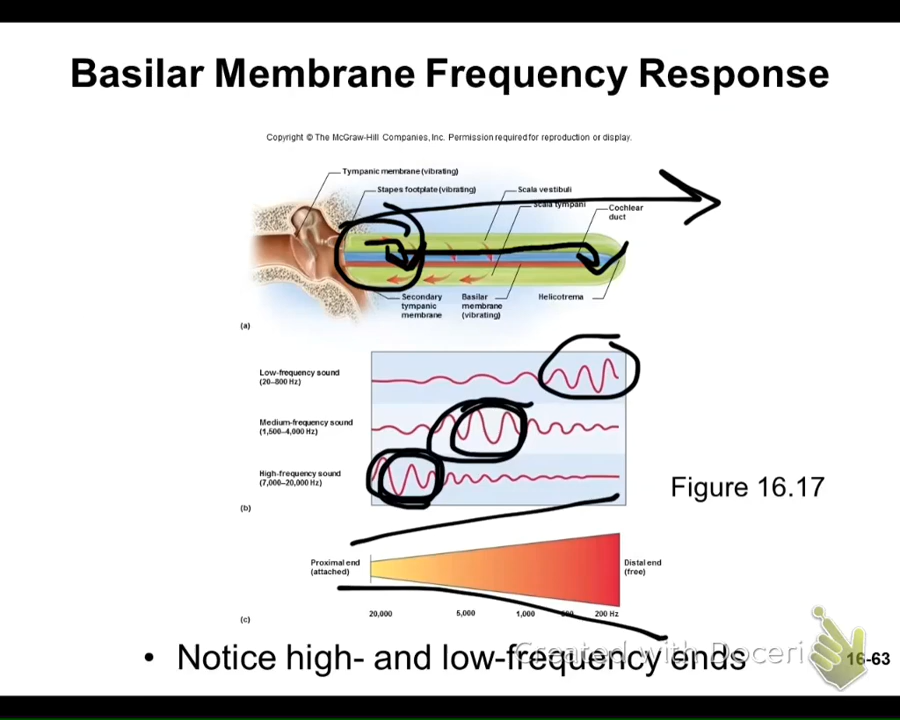 Basilar Membrane Frequency Response
Copyright © The McGraw-Hill Companies, Inc. Permission required for reproduction or display.
Tympanic membrane (vibrating)
Stapes footplate (vibrating)
Scala vestibuli
Scala tympani
Cochlear
duct
Secondary
tympanic
membrane
Basilar
membrane
(vibrating)
Helicotrema
(a)
Low-frequency sound
(20–800 Hz)
Medium-frequency sound
(1,500–4,000 Hz)
High-frequency sound
(7,000–20,000 Hz)
(b)
Figure 16.17
Proximal end
(attached)
Distal end
(free)
20,000 5,000 1,000 200 Hz
(c)
• Notice high- and low-frequency ends
Created with Doceri
16-63